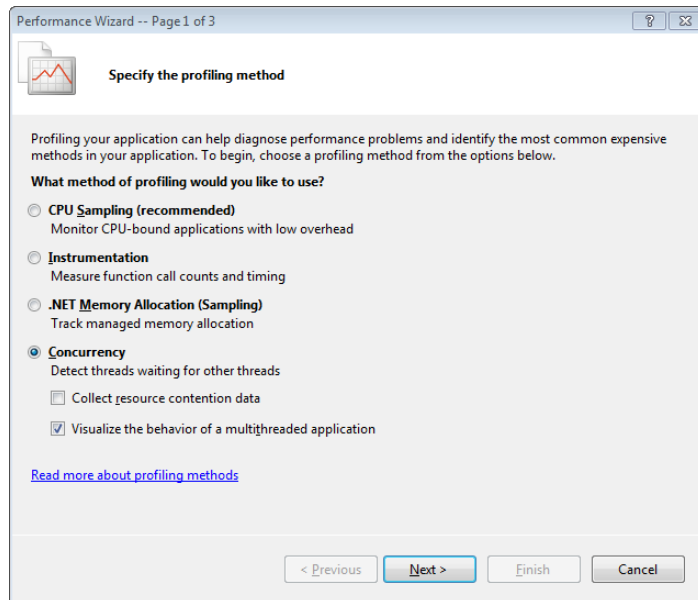 Performance Wizard -- Page 1 of 3
Specify the profiling method
Profiling your application can help diagnose performance problems and identify the most common expensive
methods in your application. To begin, choose a profiling method from the options below.
What method of profiling would you like to use?
CPU Sampling (recommended)
Monitor CPU-bound applications with low overhead
Instrumentation
Measure function call counts and timing
.NET Memory Allocation (Sampling)
Track managed memory allocation
Concurrency
Detect threads waiting for other threads
Collect resource contention data
Visualize the behavior of a multithreaded application
Read more about profiling methods
< Previous Next > Finish Cancel